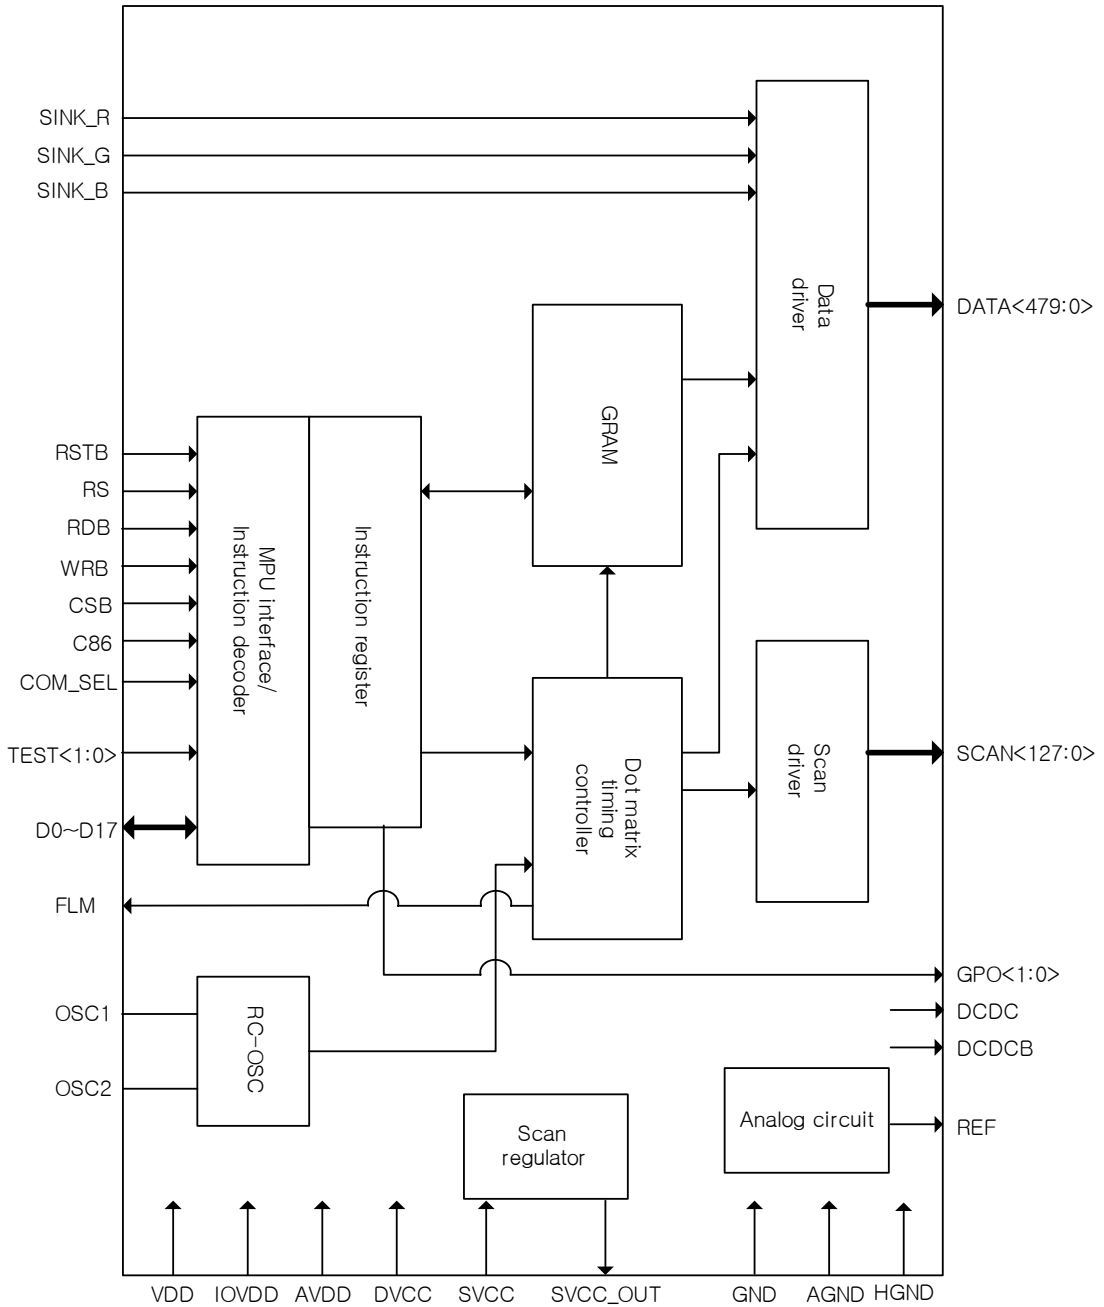 SINK_R
SINK_G
SINK_B
Data
driver
DATA<479:0>
GRAM
RSTB
RS
RDB
WRB
CSB
C86
COM_SEL
TEST<1:0>
D0~D17
FLM
MPU interface/
Instruction decoder
Instruction register
Dot matrix
timing
controller
Scan
driver
SCAN<127:0>
GPO<1:0>
DCDC
DCDCB
OSC1
OSC2
RC-OSC
Scan
regulator
Analog circuit
REF
VDD
IOVDD
AVDD
DVCC
SVCC
SVCC_OUT
GND
AGND
HGND